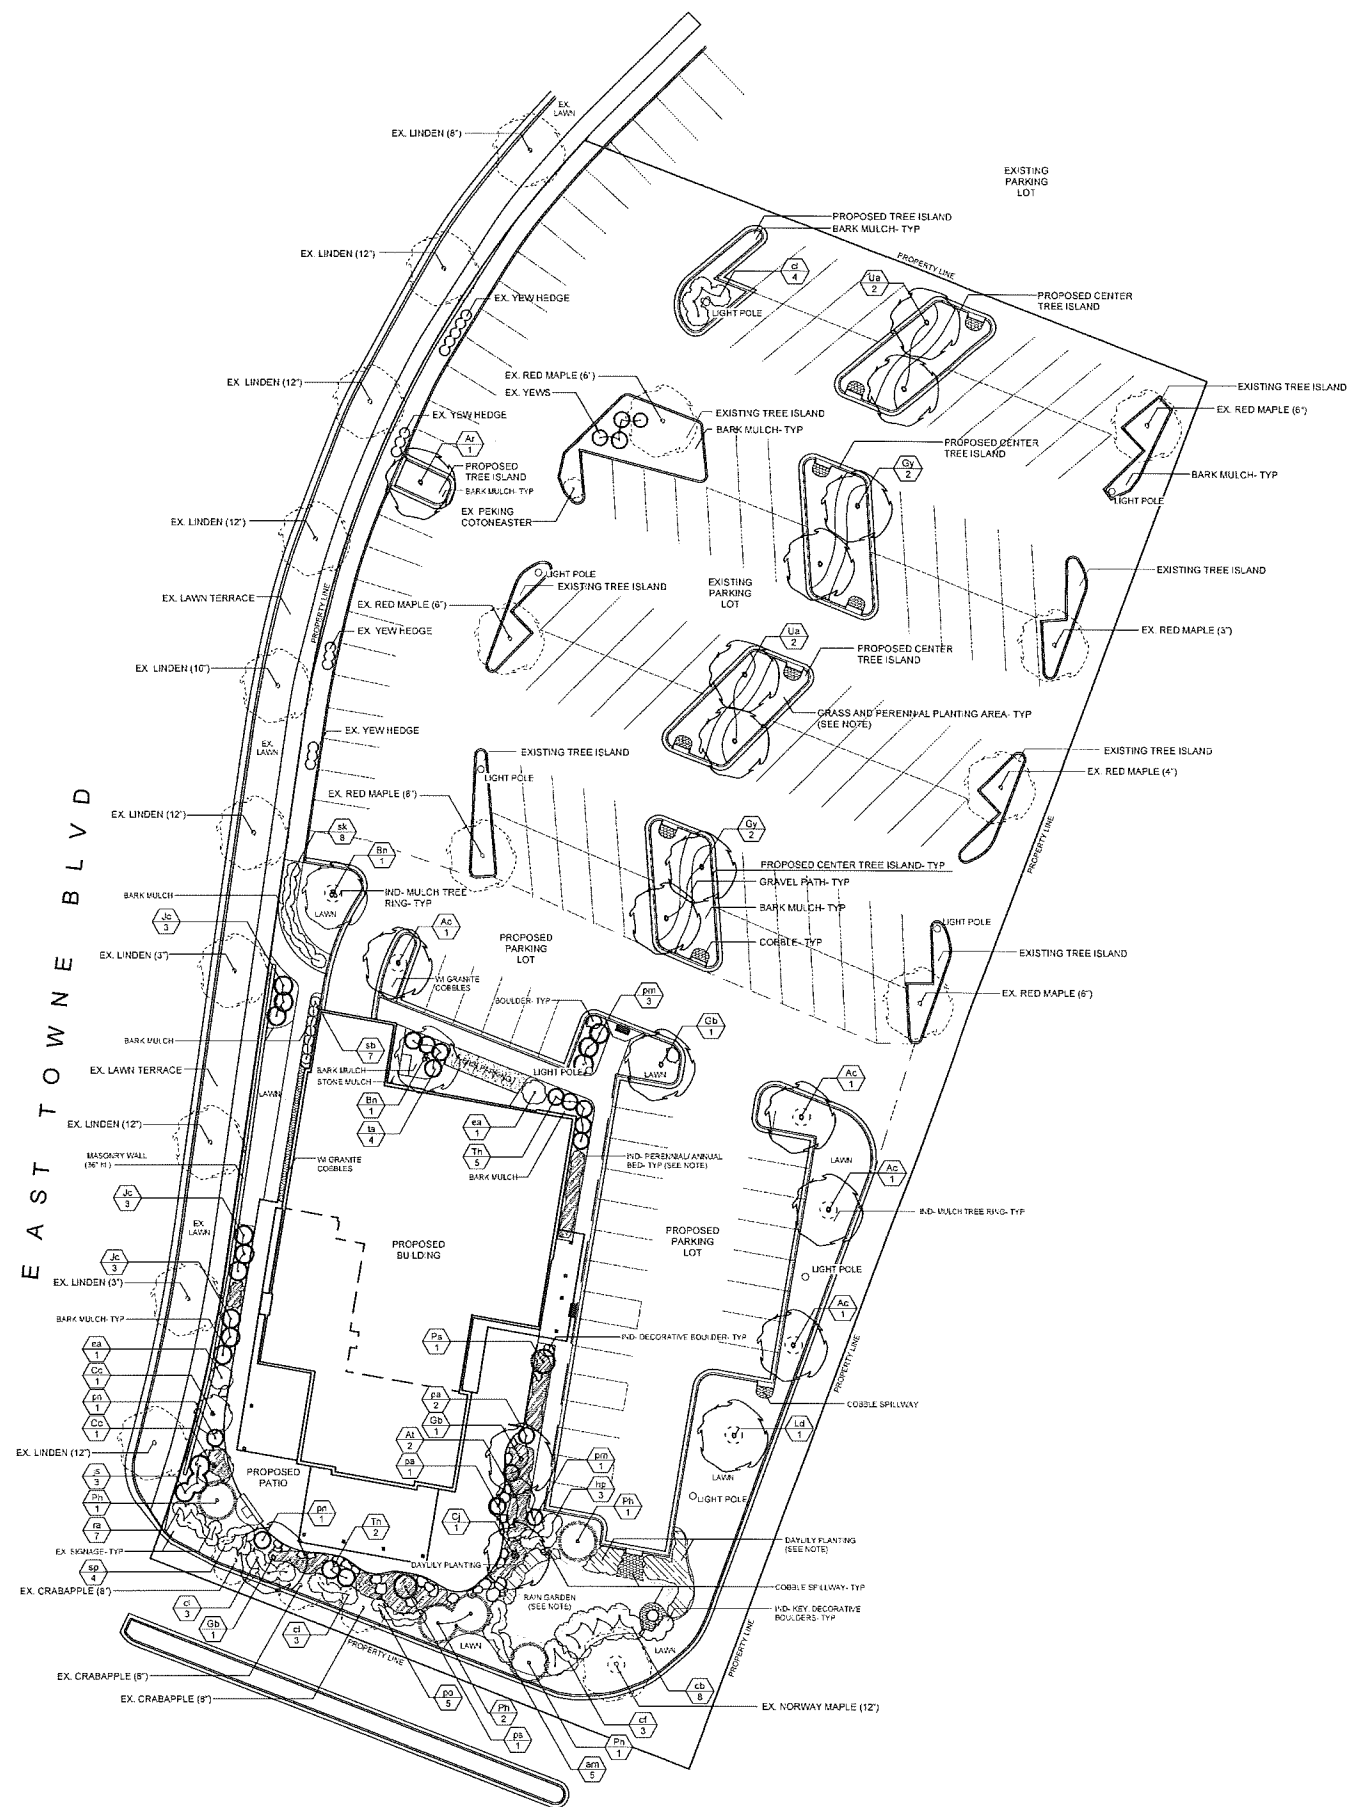 EX.
LAWN
EX. LINDEN (8")
EXISTING
PARKING
LOT
PROPOSED TREE ISLAND
BARK MULCH- TYP
EX. LINDEN (12")
PROPERTY LINE
cl
4
Ua
2
EX. YEW HEDGE
PROPOSED CENTER
TREE ISLAND
LIGHT POLE
EX. RED MAPLE (6")
EX. LINDEN (12")
EX. YEWS
EXISTING TREE ISLAND
EX. RED MAPLE (6")
EX. YEW HEDGE
EXISTING TREE ISLAND
BARK MULCH- TYP
Ar
1
PROPOSED CENTER
TREE ISLAND
PROPOSED
TREE ISLAND
BARK MULCH- TYP
Gy
2
BARK MULCH- TYP
LIGHT POLE
EX. PEKING
COTONEASTER
EX. LINDEN (12")
LIGHT POLE
EXISTING TREE ISLAND
EXISTING
PARKING
LOT
EXISTING TREE ISLAND
EX. LAWN TERRACE
PROPERTY LINE
EX. RED MAPLE (6")
EX. YEW HEDGE
Ua
2
EX. RED MAPLE (3")
EX. LINDEN (10")
PROPOSED CENTER
TREE ISLAND
GRASS AND PERENNIAL PLANTING AREA- TYP
(SEE NOTE)
EX. YEW HEDGE
EX.
LAWN
EXISTING TREE ISLAND
LIGHT POLE
EXISTING TREE ISLAND
EX. RED MAPLE (4")
EX. RED MAPLE (8")
EAST TOWNE BLVD
EX. LINDEN (12")
sk
8
Bn
1
Gy
2
PROPERTY LINE
PROPOSED CENTER TREE ISLAND- TYP
GRAVEL PATH- TYP
BARK MULCH- TYP
COBBLE - TYP
BARK MULCH
IND- MULCH TREE
RING- TYP
LAWN
Jc
3
Ac
1
PROPOSED
PARKING
LOT
LIGHT POLE
EX. LINDEN (3")
EXISTING TREE ISLAND
W/ GRANITE
COBBLES
EX. RED MAPLE (6")
BOULDER- TYP
pm
3
Gb
1
BARK MULCH
sb
7
EX. LAWN TERRACE
BARK MULCH
STONE MULCH
LIGHT POLE
LAWN
LAWN
Ac
1
Bn
1
ta
4
ea
1
Th
5
EX. LINDEN (12")
MASONRY WALL
(36" ht.)
W/ GRANITE
COBBLES
BARK MULCH
IND- PERENNIAL/ ANNUAL
BED- TYP (SEE NOTE)
LAWN
Ac
1
Jc
3
IND- MULCH TREE RING- TYP
EX.
LAWN
PROPOSED
BUILDING
PROPOSED
PARKING
LOT
Jc
3
LIGHT POLE
EX. LINDEN (3")
Ac
1
BARK MULCH- TYP
ea
1
Ps
1
IND- DECORATIVE BOULDER- TYP
PROPERTY LINE
Cc
1
pn
1
pa
2
COBBLE SPILLWAY
Cc
1
Gb
1
Ld
1
EX. LINDEN (12")
At
2
js
3
PROPOSED
PATIO
pa
1
pm
1
LAWN
Ph
1
hp
3
Ph
1
LIGHT POLE
ra
7
pn
1
Th
2
Cj
1
DAYLILY PLANTING
(SEE NOTE)
EX. SIGNAGE- TYP
DAYLILY PLANTING
sp
4
COBBLE SPILLWAY- TYP
EX. CRABAPPLE (8")
RAIN GARDEN
(SEE NOTE)
cl
3
IND- KEY, DECORATIVE
BOULDERS- TYP
Gb
1
cl
3
PROPERTY LINE
LAWN
LAWN
PROPERTY LINE
EX. CRABAPPLE (8")
EX. CRABAPPLE (8")
po
5
Ph
2
ps
1
cb
8
EX. NORWAY MAPLE (12")
cf
3
Pn
1
am
5